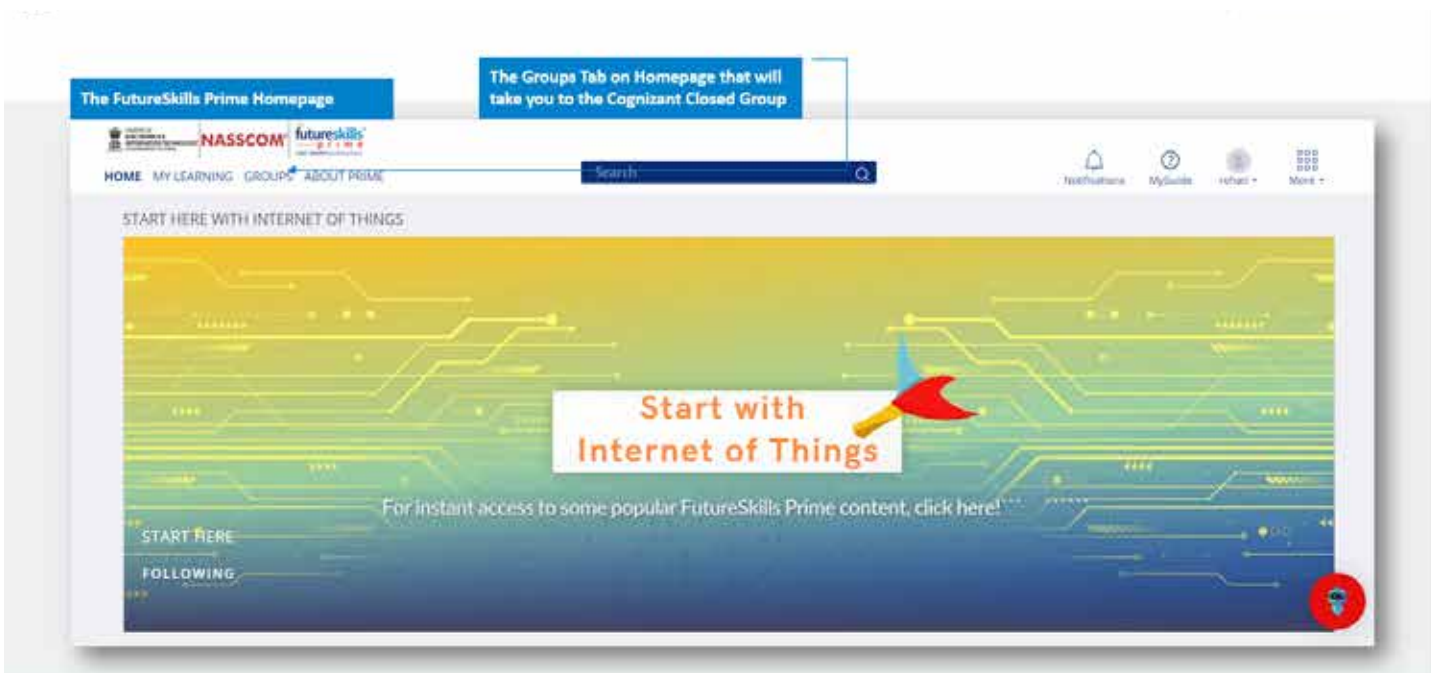 The FutureSkills Prime Homepage
The Groups Tab on Homepage that will
take you to the Cognizant Closed Group
NASSCOM
futureskills
prime
HOME MY LEARNING GROUPS ABOUT PRIME
Search
Notifications MyGuide More
START HERE WITH INTERNET OF THINGS
Start with
Internet of Things
For instant access to some popular FutureSkills Prime content, click here!
START HERE
FOLLOWING